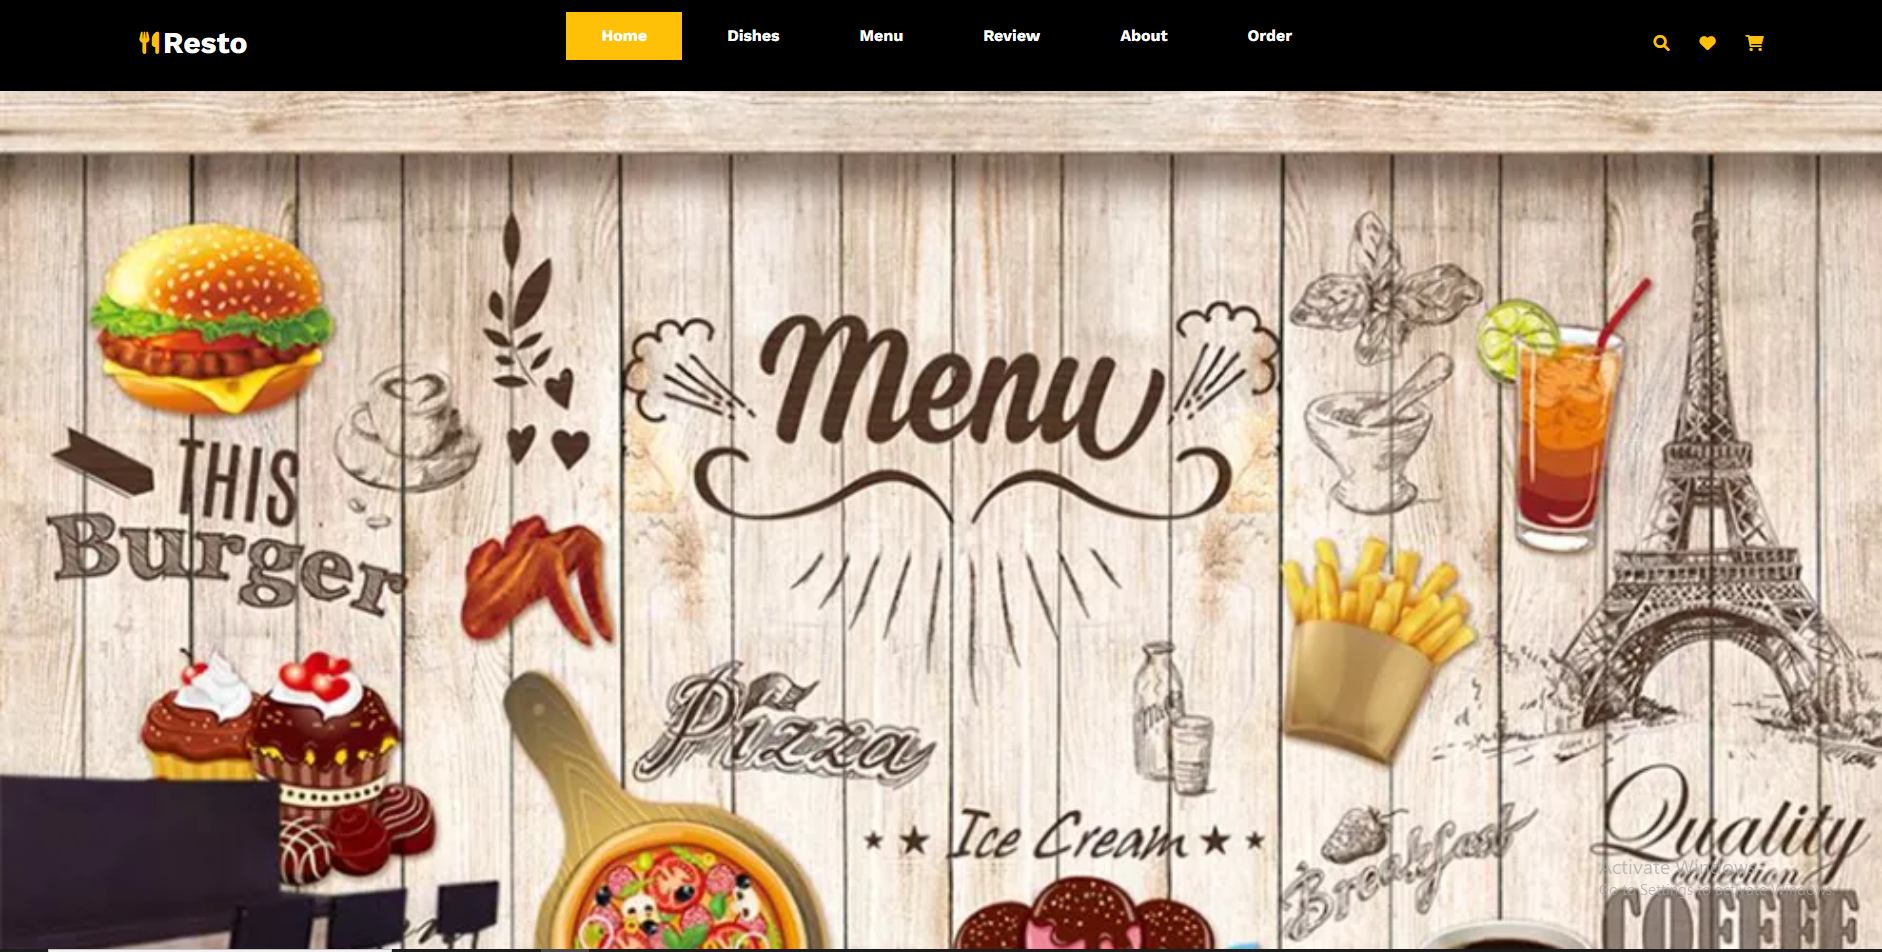 Resto
Home Dishes Menu Review About Order
Menu
THIS
Burger
Pizza
Milk
Ice Cream
Breakfast
Quality
collection
COFFEE
Activate Windows
Go to Settings to activate Windows.